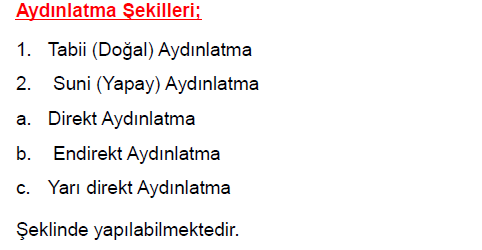 Aydınlatma Şekilleri;
1. Tabii (Doğal) Aydınlatma
2. Suni (Yapay) Aydınlatma
a. Direkt Aydınlatma
b. Endirekt Aydınlatma
c. Yarı direkt Aydınlatma
Şeklinde yapılabilmektedir.